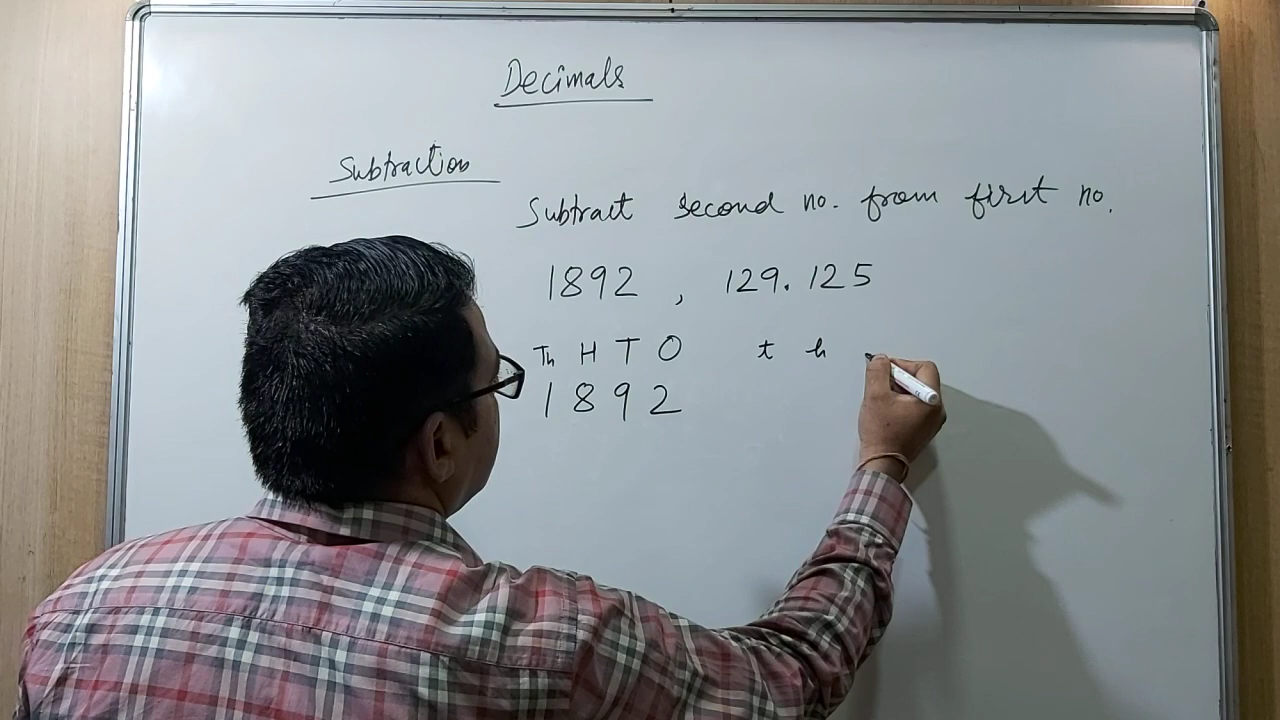 Decimals
Subtraction
Subtract second no. from first no.
1892 , 129.125
Th H T O t h
1892